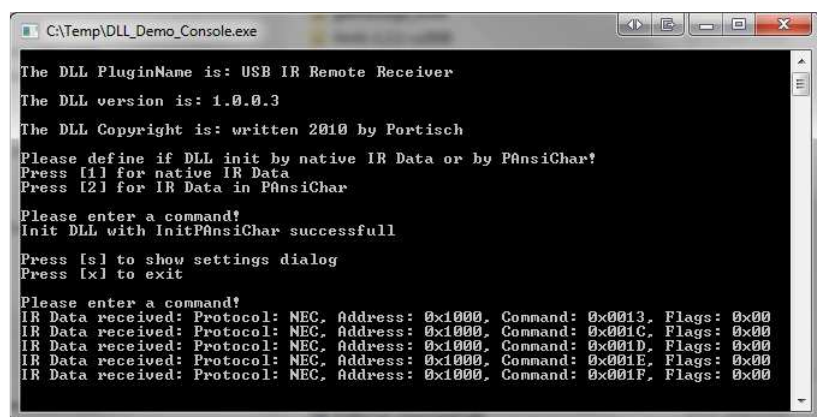 C:\Temp\DLL_Demo_Console.exe
The DLL PluginName is: USB IR Remote Receiver
The DLL version is: 1.0.0.3
The DLL Copyright is: written 2010 by Portisch
Please define if DLL init by native IR Data or by PAnsiChar!
Press [1] for native IR Data
Press [2] for IR Data in PAnsiChar
Please enter a command!
Init DLL with InitPAnsiChar successfull
Press [s] to show settings dialog
Press [x] to exit
Please enter a command!
IR Data received: Protocol: NEC, Address: 0x1000, Command: 0x0013, Flags: 0x00
IR Data received: Protocol: NEC, Address: 0x1000, Command: 0x001C, Flags: 0x00
IR Data received: Protocol: NEC, Address: 0x1000, Command: 0x001D, Flags: 0x00
IR Data received: Protocol: NEC, Address: 0x1000, Command: 0x001E, Flags: 0x00
IR Data received: Protocol: NEC, Address: 0x1000, Command: 0x001F, Flags: 0x00